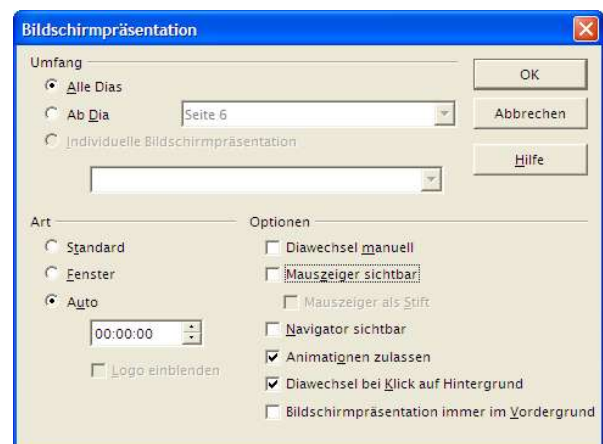 Bildschirmpräsentation
Umfang
Alle Dias
Ab Dia
Seite 6
Individuelle Bildschirmpräsentation
OK
Abbrechen
Hilfe
Art
Standard
Fenster
Auto
00:00:00
Logo einblenden
Optionen
Diawechsel manuell
Mauszeiger sichtbar
Mauszeiger als Stift
Navigator sichtbar
Animationen zulassen
Diawechsel bei Klick auf Hintergrund
Bildschirmpräsentation immer im Vordergrund